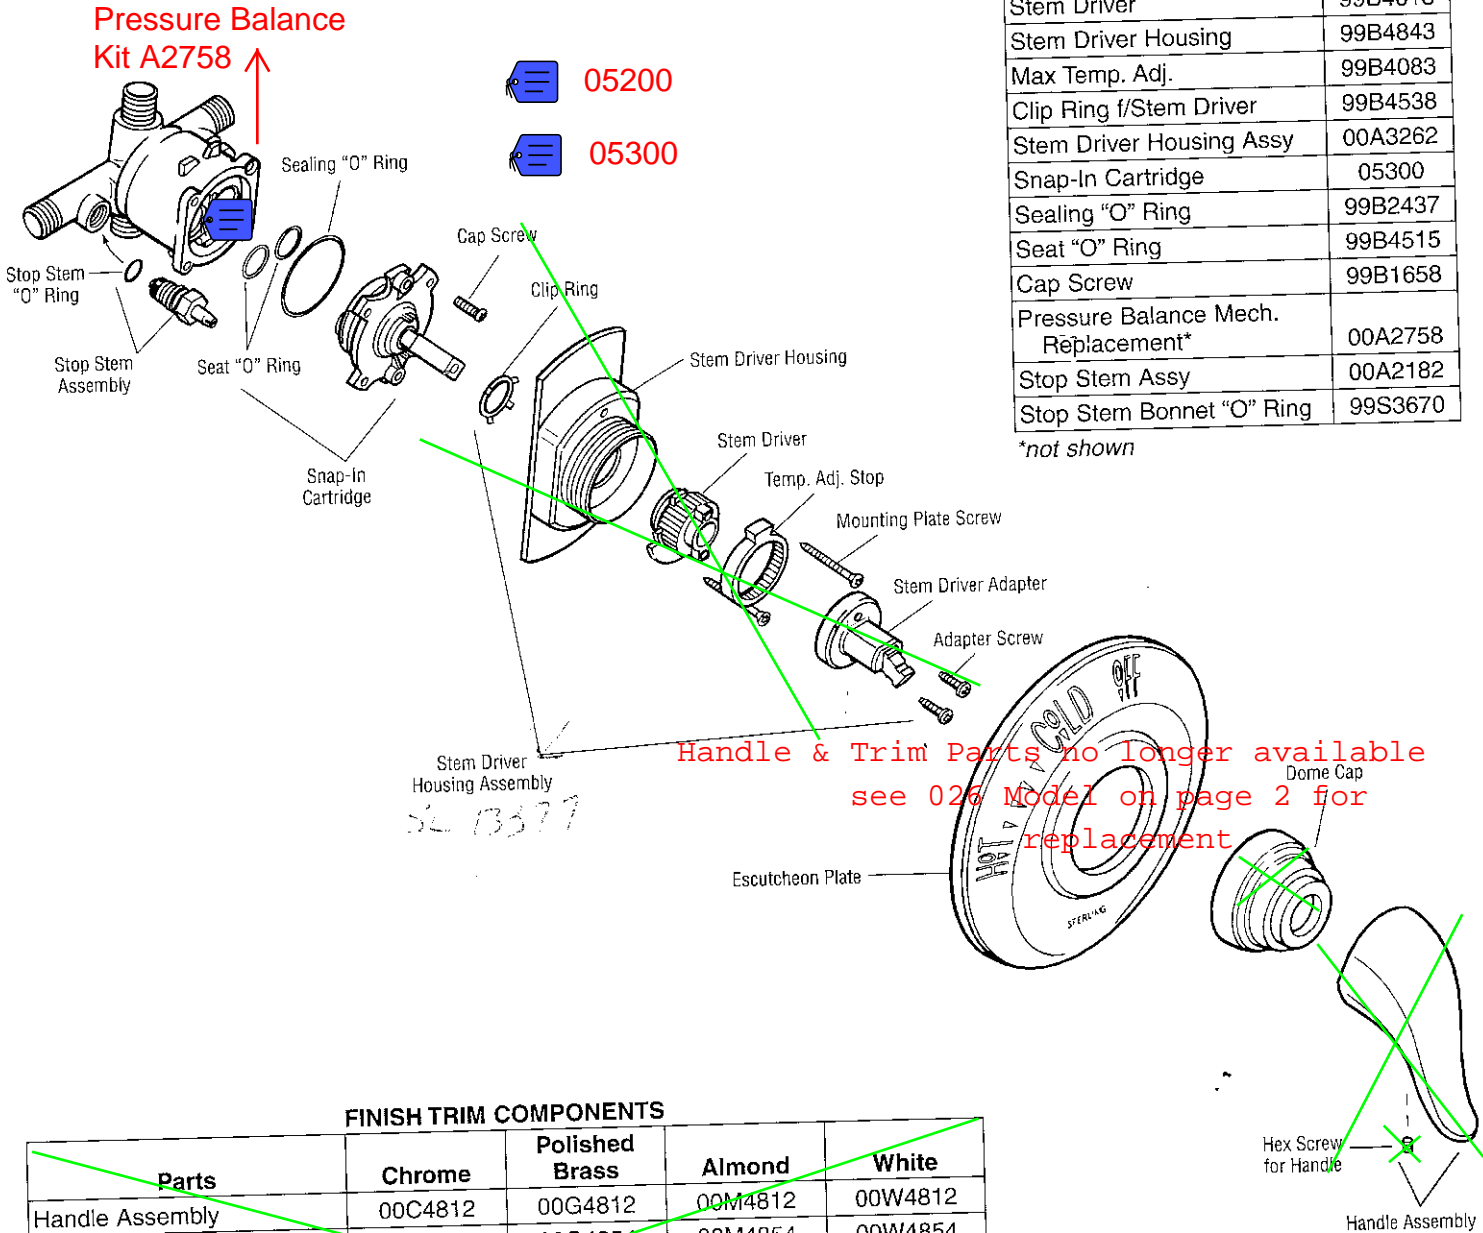 Pressure Balance
Kit A2758
05200
05300
Stem Driver
Stem Driver Housing 99B4843
Max Temp. Adj. 99B4083
Clip Ring f/Stem Driver 99B4538
Stem Driver Housing Assy 00A3262
Snap-In Cartridge 05300
Sealing “O” Ring 99B2437
Seat “O” Ring 99B4515
Cap Screw 99B1658
Pressure Balance Mech.
Replacement* 00A2758
Stop Stem Assy 00A2182
Stop Stem Bonnet “O” Ring 99S3670
*not shown
Sealing “O” Ring
Cap Screw
Clip Ring
Stop Stem
“O” Ring
Stop Stem
Assembly
Seat “O” Ring
Snap-In
Cartridge
Stem Driver Housing
Stem Driver
Temp. Adj. Stop
Mounting Plate Screw
Stem Driver Adapter
Adapter Screw
Stem Driver
Housing Assembly
HOT COLD OFF
STERLING
Handle & Trim Parts no longer available
see 026 Model on page 2 for
replacement
Dome Cap
Escutcheon Plate
Hex Screw
for Handle
Handle Assembly
FINISH TRIM COMPONENTS
Parts Chrome Polished Brass Almond White
Handle Assembly 00C4812 00G4812 00M4812 00W4812
00M4854 00W4854